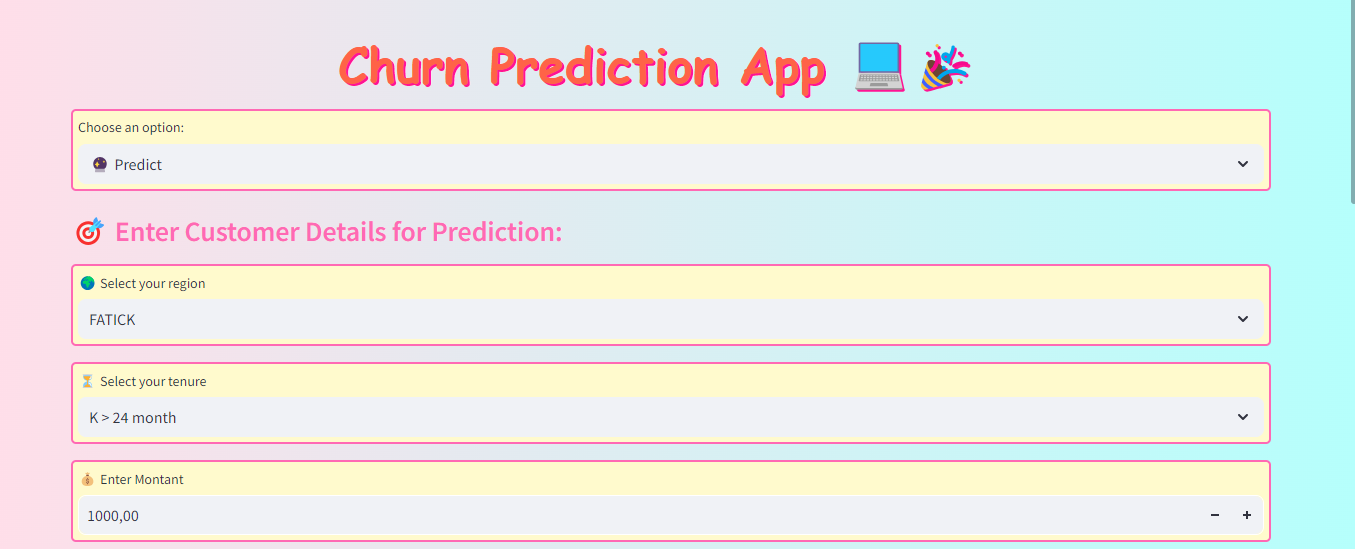 Churn Prediction App
Choose an option:
Predict
Enter Customer Details for Prediction:
Select your region
FATICK
Select your tenure
K > 24 month
Enter Montant
1000,00